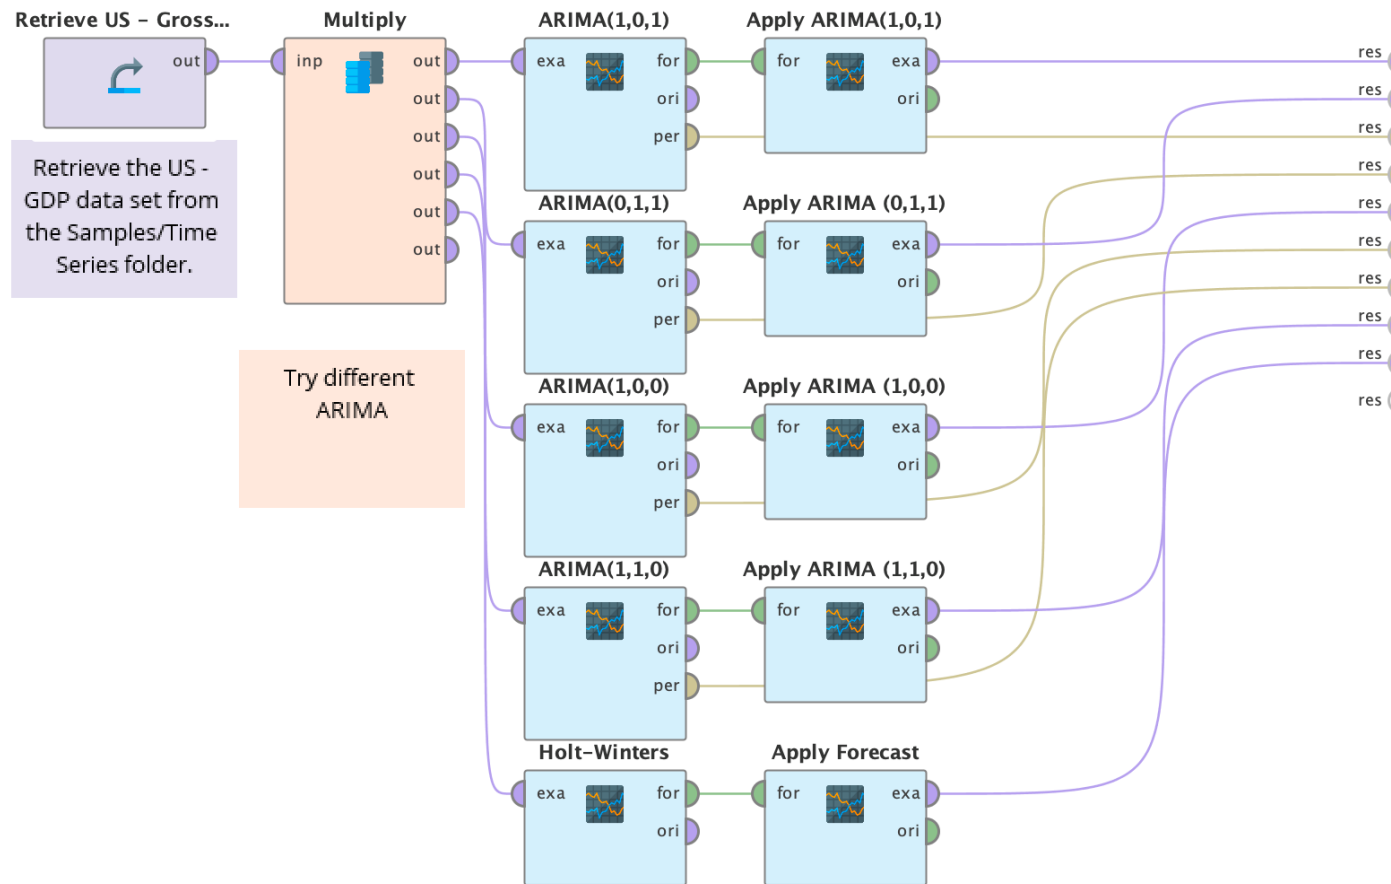 Retrieve US - Gross...
out
Retrieve the US -
GDP data set from
the Samples/Time
Series folder.
Multiply
inp
out
out
out
out
out
out
Try different
ARIMA
ARIMA(1,0,1)
exa
for
ori
per
Apply ARIMA(1,0,1)
for
exa
ori
ARIMA(0,1,1)
exa
for
ori
per
Apply ARIMA (0,1,1)
for
exa
ori
ARIMA(1,0,0)
exa
for
ori
per
Apply ARIMA (1,0,0)
for
exa
ori
ARIMA(1,1,0)
exa
for
ori
per
Apply ARIMA (1,1,0)
for
exa
ori
Holt-Winters
exa
for
ori
Apply Forecast
for
exa
ori
res
res
res
res
res
res
res
res
res
res